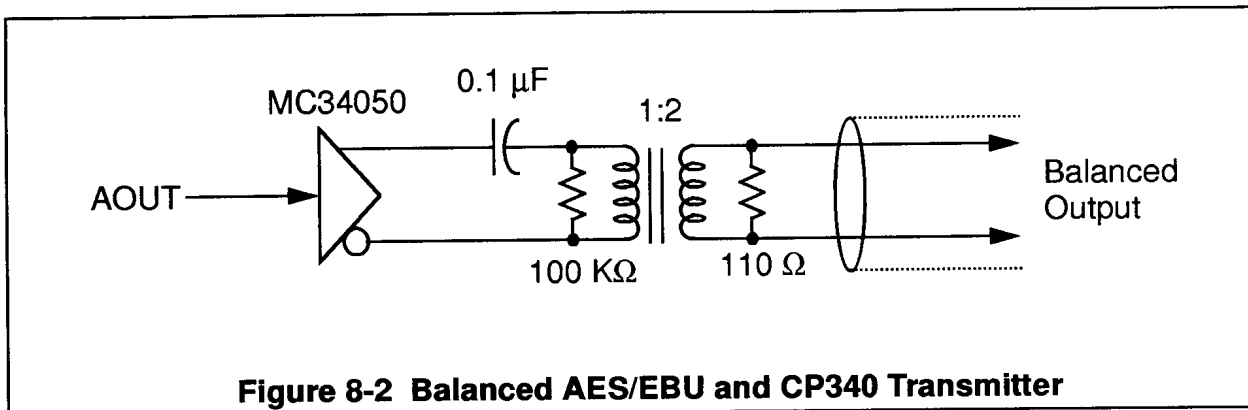 0.1 µF
MC34050
1:2
AOUT
Balanced
Output
100 KΩ
110 Ω
Figure 8-2 Balanced AES/EBU and CP340 Transmitter